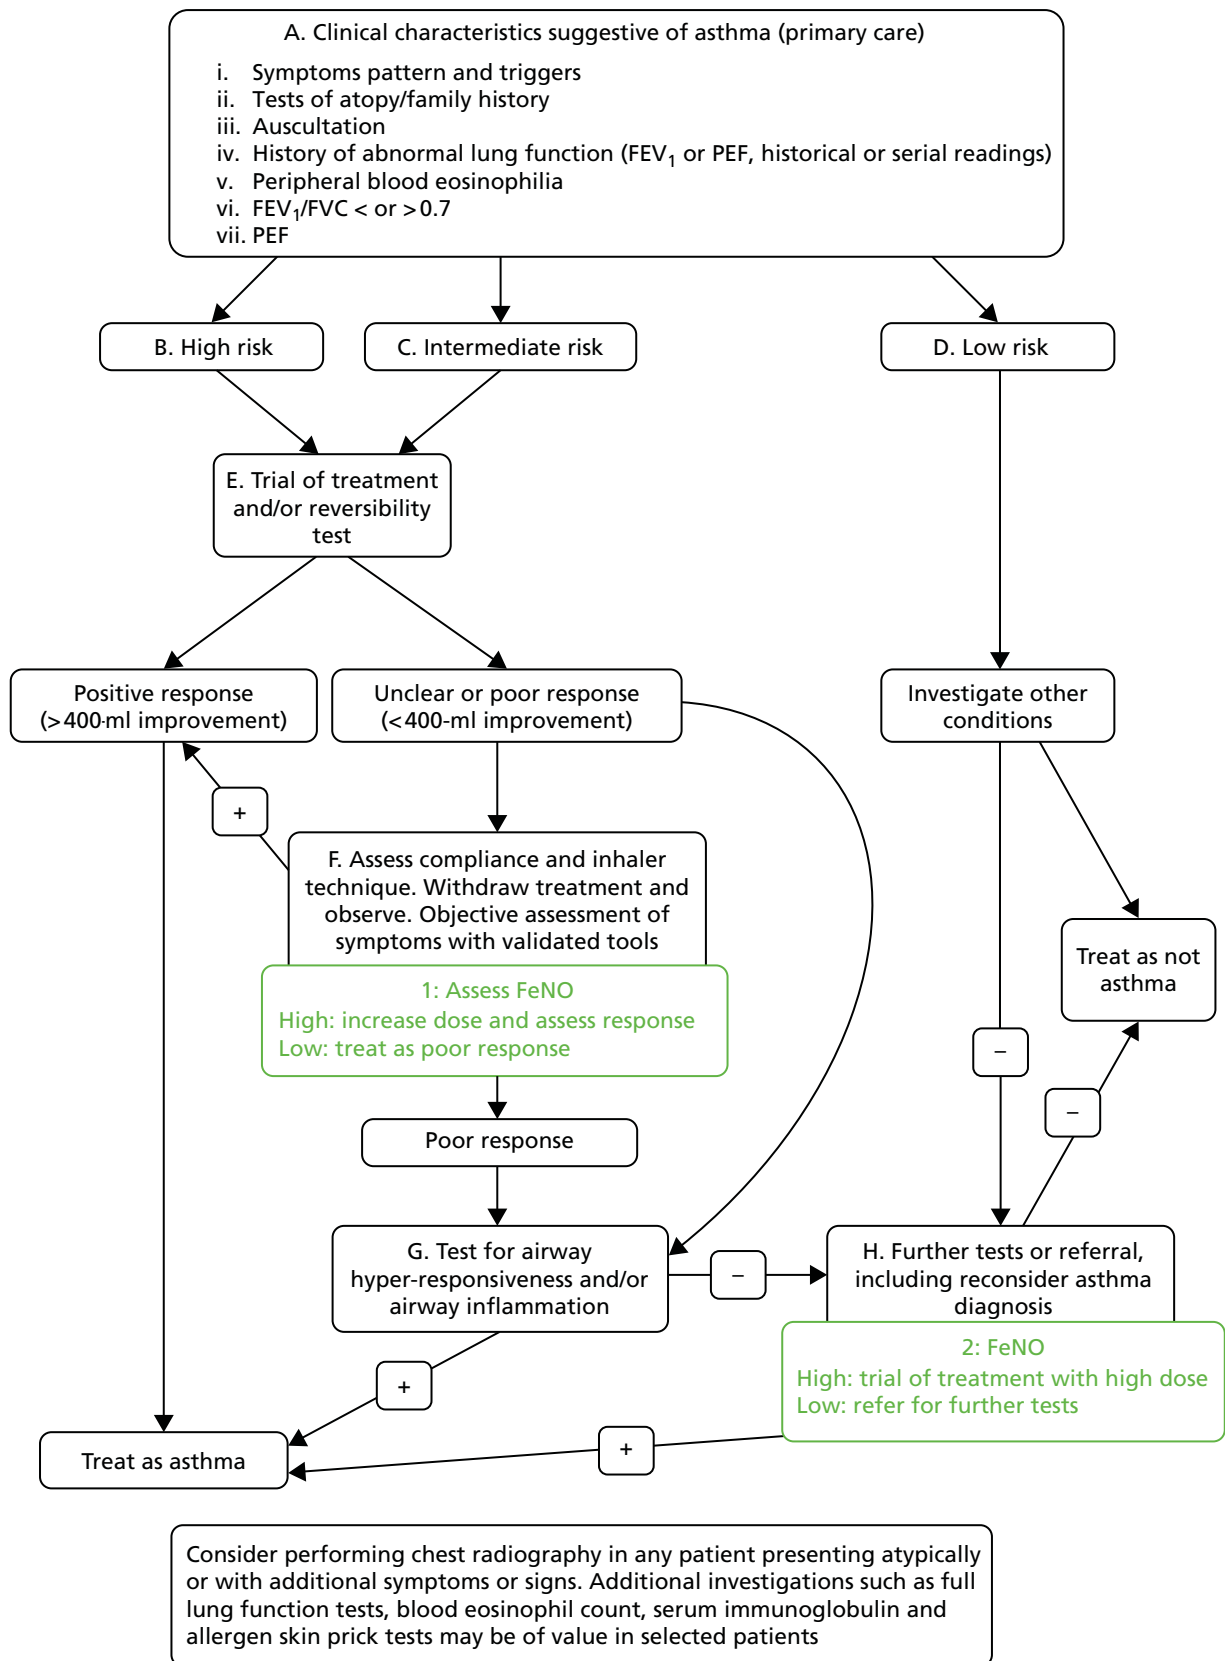 A. Clinical characteristics suggestive of asthma (primary care)
i. Symptoms pattern and triggers
ii. Tests of atopy/family history
iii. Auscultation
iv. History of abnormal lung function (FEV1 or PEF, historical or serial readings)
v. Peripheral blood eosinophilia
vi. FEV1/FVC < or >0.7
vii. PEF
B. High risk
C. Intermediate risk
D. Low risk
E. Trial of treatment
and/or reversibility
test
Positive response
(>400-ml improvement)
Unclear or poor response
(<400-ml improvement)
Investigate other
conditions
+
F. Assess compliance and inhaler
technique. Withdraw treatment and
observe. Objective assessment of
symptoms with validated tools
1: Assess FeNO
High: increase dose and assess response
Low: treat as poor response
Treat as not
asthma
–
–
Poor response
G. Test for airway
hyper-responsiveness and/or
airway inflammation
–
H. Further tests or referral,
including reconsider asthma
diagnosis
2: FeNO
High: trial of treatment with high dose
Low: refer for further tests
+
+
Treat as asthma
Consider performing chest radiography in any patient presenting atypically
or with additional symptoms or signs. Additional investigations such as full
lung function tests, blood eosinophil count, serum immunoglobulin and
allergen skin prick tests may be of value in selected patients